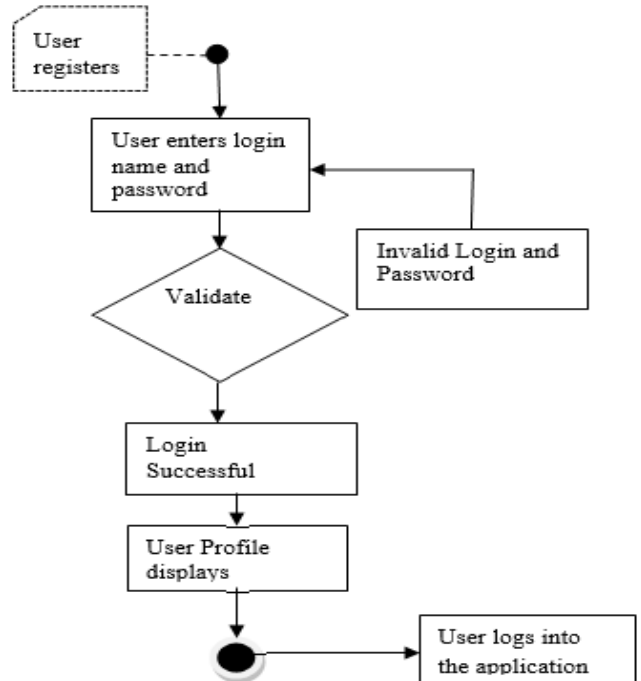 User
registers
User enters login
name and
password
Invalid Login and
Password
Validate
Login
Successful
User Profile
displays
User logs into
the application